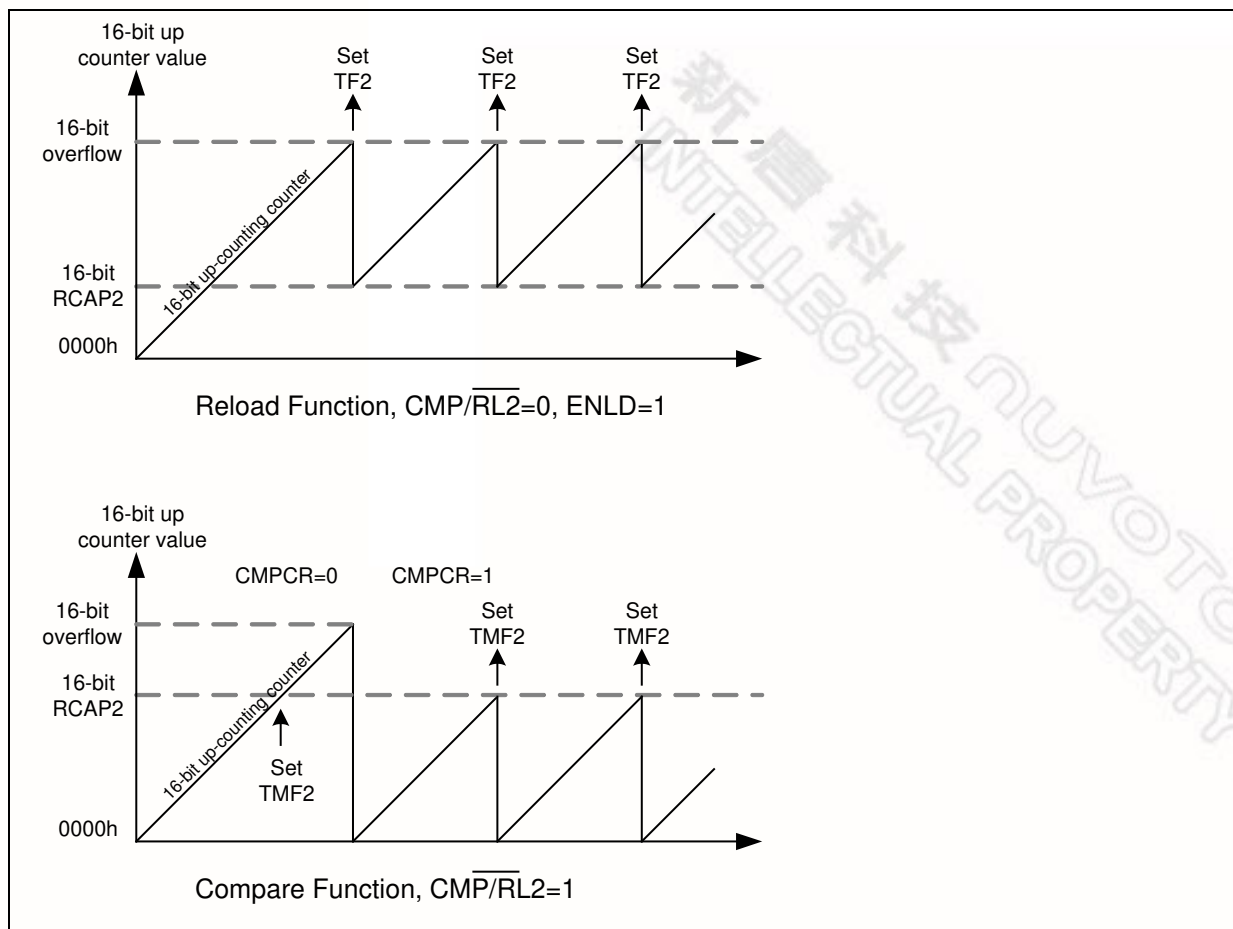 16-bit up
counter value
Set
TF2
Set
TF2
Set
TF2
16-bit
overflow
16-bit up-counting counter
16-bit
RCAP2
0000h
Reload Function, CMP/R̅L̅2̅=0, ENLD=1
16-bit up
counter value
CMPCR=0
CMPCR=1
16-bit
overflow
Set
TMF2
Set
TMF2
16-bit
RCAP2
16-bit up-counting counter
Set
TMF2
0000h
Compare Function, CMP̅/̅R̅L2=1
新唐科技 nuvoTo
INTELLECTUAL PROPERTY